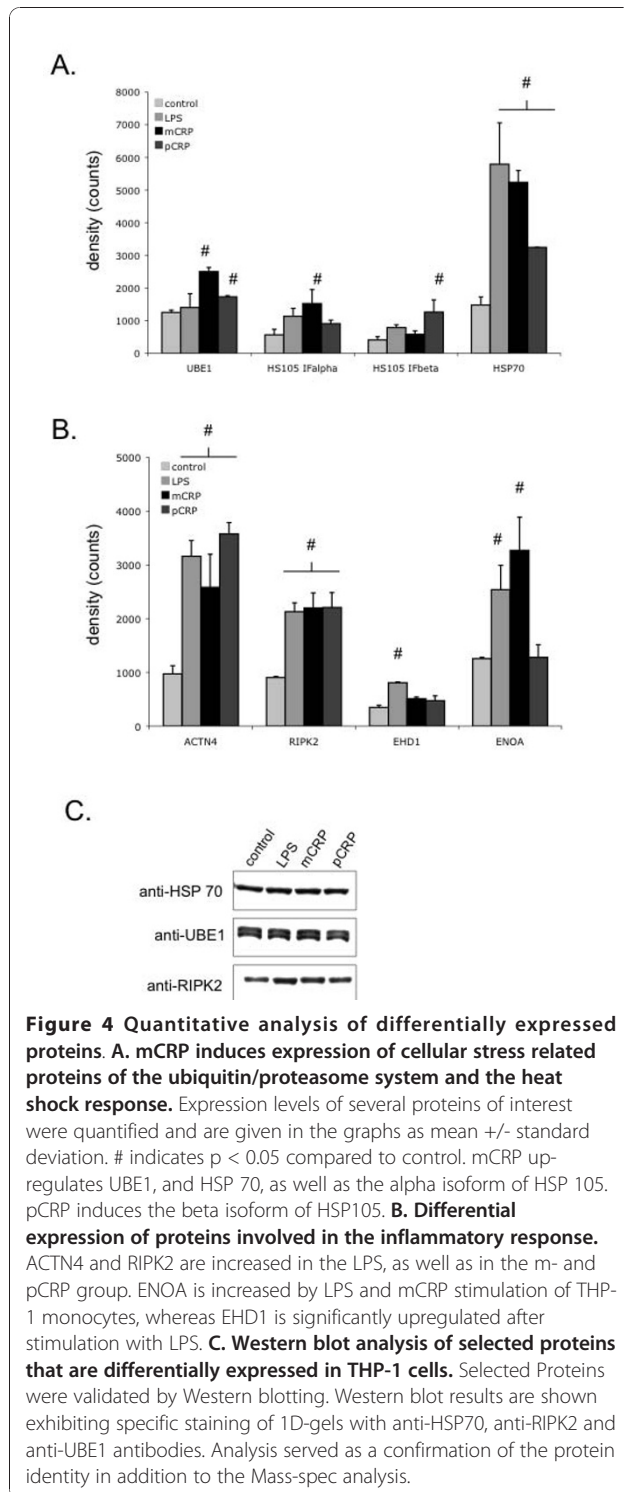 A.
8000
7000
6000
5000
4000
3000
2000
1000
0
density (counts)
control
LPS
mCRP
pCRP
#
#
#
#
#
UBE1 HS105 IFalpha HS105 IFbeta HSP70
B.
5000
4000
3000
2000
1000
0
density (counts)
control
LPS
mCRP
pCRP
#
#
#
#
#
ACTN4 RIPK2 EHD1 ENOA
C.
control LPS mCRP pCRP
anti-HSP 70
anti-UBE1
anti-RIPK2
Figure 4 Quantitative analysis of differentially expressed
proteins. A. mCRP induces expression of cellular stress related
proteins of the ubiquitin/proteasome system and the heat
shock response. Expression levels of several proteins of interest
were quantified and are given in the graphs as mean +/- standard
deviation. # indicates p < 0.05 compared to control. mCRP up-
regulates UBE1, and HSP 70, as well as the alpha isoform of HSP 105.
pCRP induces the beta isoform of HSP105. B. Differential
expression of proteins involved in the inflammatory response.
ACTN4 and RIPK2 are increased in the LPS, as well as in the m- and
pCRP group. ENOA is increased by LPS and mCRP stimulation of THP-
1 monocytes, whereas EHD1 is significantly upregulated after
stimulation with LPS. C. Western blot analysis of selected proteins
that are differentially expressed in THP-1 cells. Selected Proteins
were validated by Western blotting. Western blot results are shown
exhibiting specific staining of 1D-gels with anti-HSP70, anti-RIPK2 and
anti-UBE1 antibodies. Analysis served as a confirmation of the protein
identity in addition to the Mass-spec analysis.